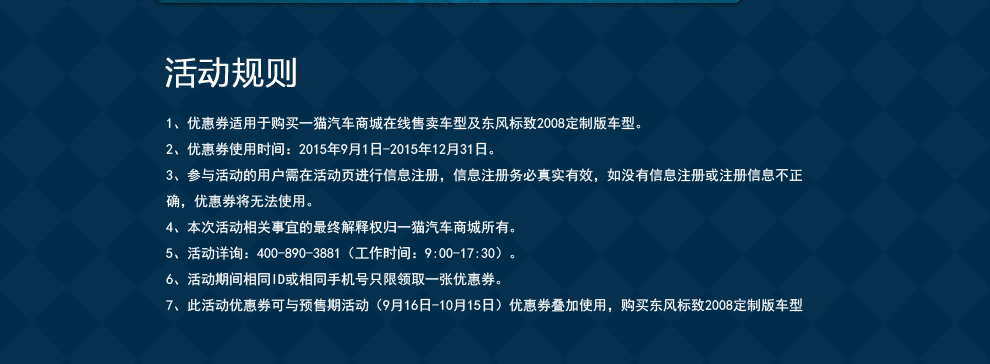 活动规则
1、优惠券适用于购买一猫汽车商城在线售卖车型及东风标致2008定制版车型。
2、优惠券使用时间：2015年9月1日-2015年12月31日。
3、参与活动的用户需在活动页进行信息注册，信息注册务必真实有效，如没有信息注册或注册信息不正
确，优惠券将无法使用。
4、本次活动相关事宜的最终解释权归一猫汽车商城所有。
5、活动详询：400-890-3881（工作时间：9:00-17:30）。
6、活动期间相同ID或相同手机号只限领取一张优惠券。
7、此活动优惠券可与预售期活动（9月16日-10月15日）优惠券叠加使用，购买东风标致2008定制版车型